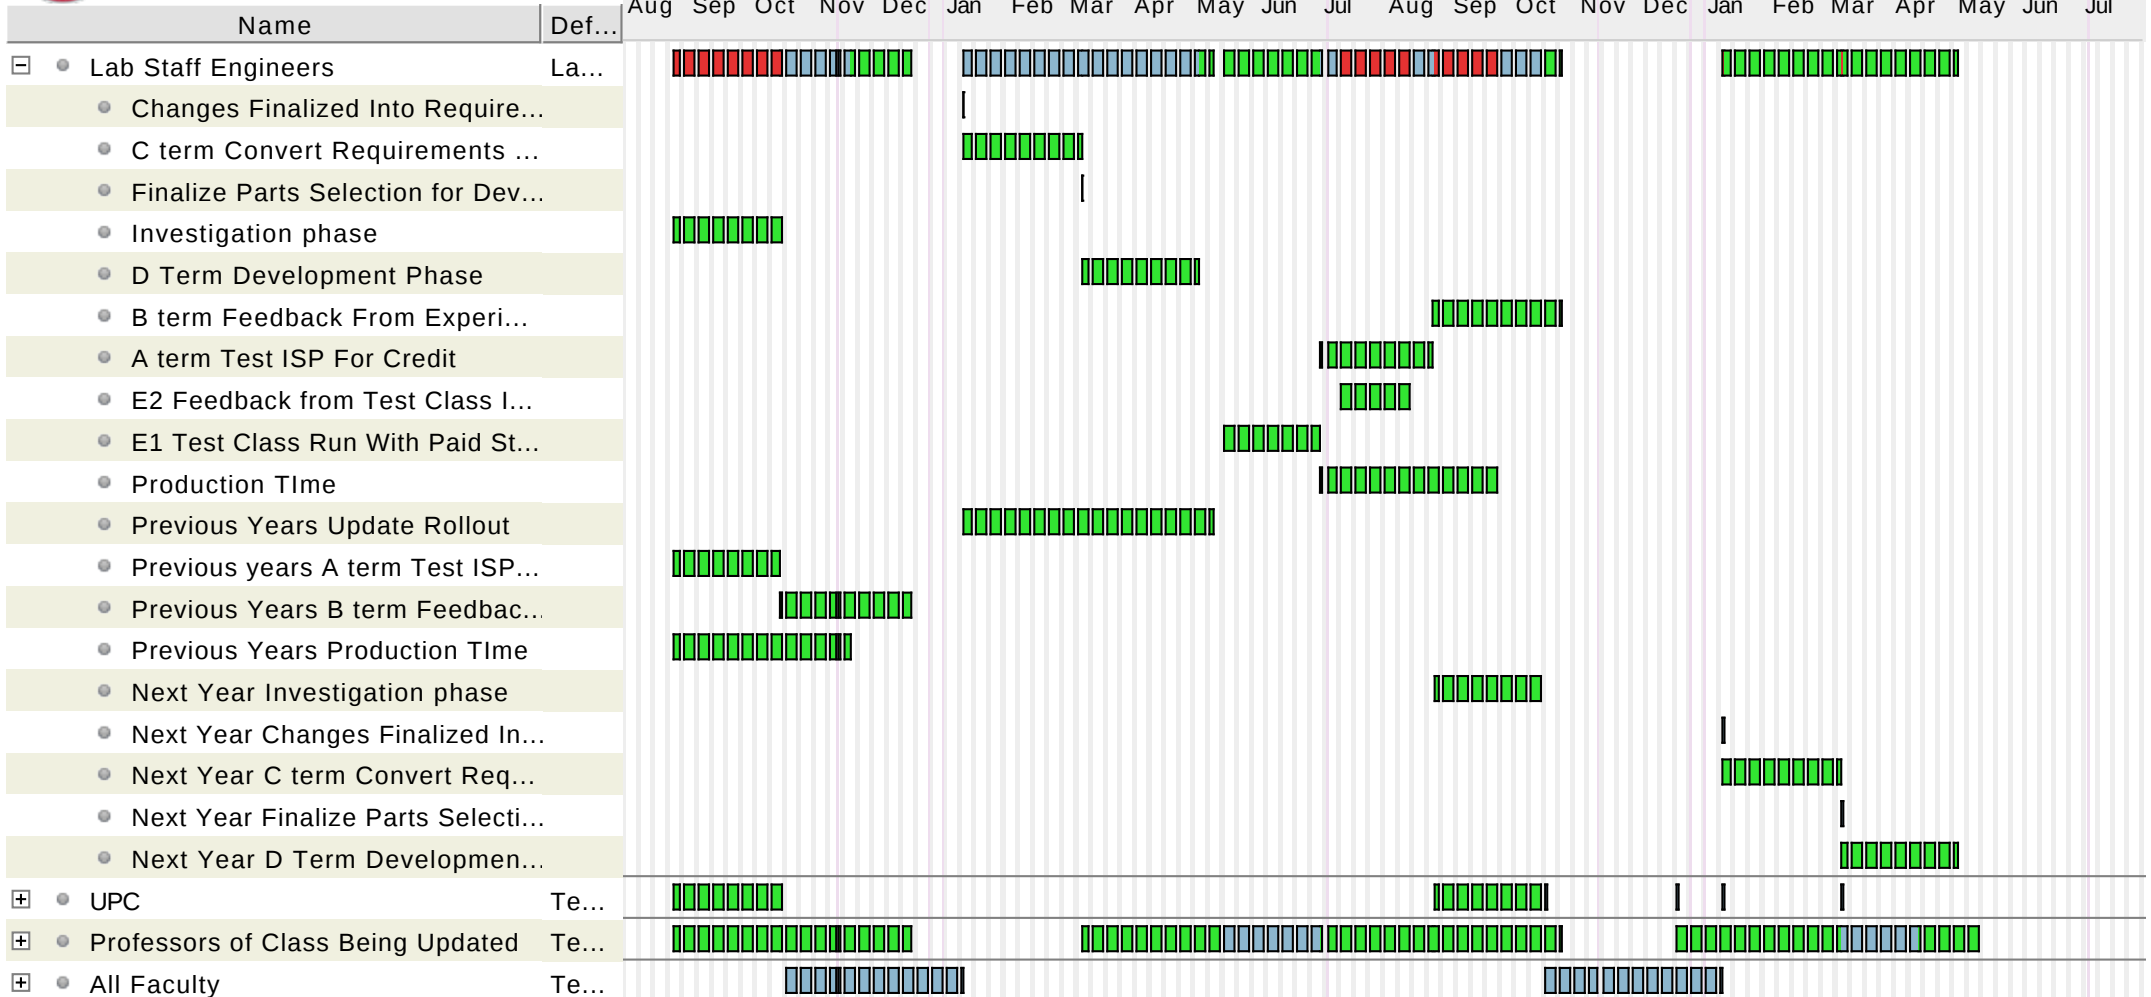 Aug Sep Oct Nov Dec Jan Feb Mar Apr May Jun Jul Aug Sep Oct Nov Dec Jan Feb Mar Apr May Jun Jul
Name Def...
Lab Staff Engineers La...
Changes Finalized Into Require...
C term Convert Requirements ...
Finalize Parts Selection for Dev...
Investigation phase
D Term Development Phase
B term Feedback From Experi...
A term Test ISP For Credit
E2 Feedback from Test Class I...
E1 Test Class Run With Paid St...
Production TIme
Previous Years Update Rollout
Previous years A term Test ISP...
Previous Years B term Feedbac...
Previous Years Production TIme
Next Year Investigation phase
Next Year Changes Finalized In...
Next Year C term Convert Req...
Next Year Finalize Parts Selecti...
Next Year D Term Developmen...
UPC Te...
Professors of Class Being Updated Te...
All Faculty Te...